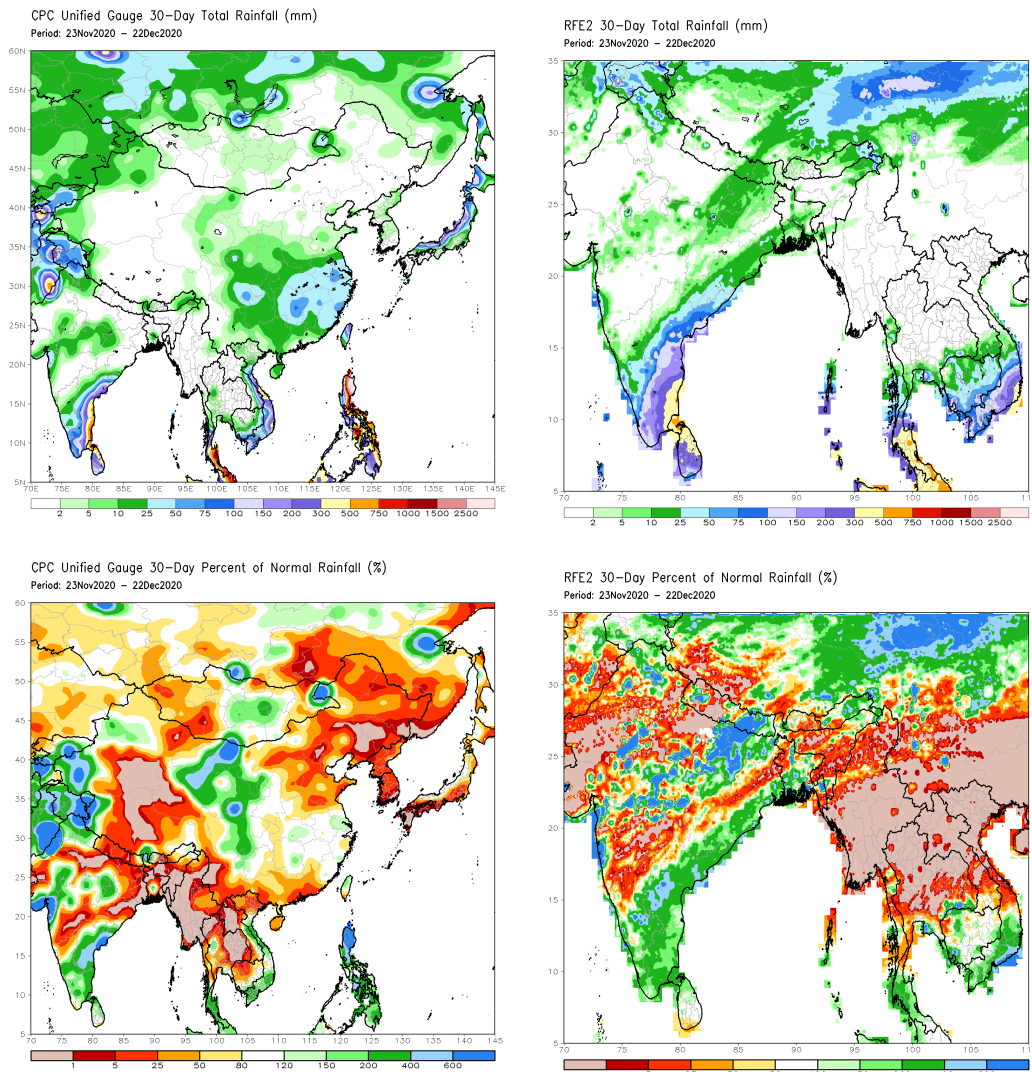 CPC Unified Gauge 30-Day Total Rainfall (mm)
Period: 23Nov2020 - 22Dec2020
60N
55N
50N
45N
40N
35N
30N
25N
20N
15N
10N
5N
70E 75E 80E 85E 90E 95E 100E 105E 110E 115E 120E 125E 130E 135E 140E 145E
2 5 10 25 50 75 100 150 200 300 500 750 1000 1500 2500
RFE2 30-Day Total Rainfall (mm)
Period: 23Nov2020 - 22Dec2020
35
30
25
20
15
10
5
70 75 80 85 90 95 100 105 11
2 5 10 25 50 75 100 150 200 300 500 750 1000 1500 2500
CPC Unified Gauge 30-Day Percent of Normal Rainfall (%)
Period: 23Nov2020 - 22Dec2020
60
55
50
45
40
35
30
25
20
15
10
5
70 75 80 85 90 95 100 105 110 115 120 125 130 135 140 145
1 5 25 50 80 120 150 200 400 600
RFE2 30-Day Percent of Normal Rainfall (%)
Period: 23Nov2020 - 22Dec2020
35
30
25
20
15
10
5
70 75 80 85 90 95 100 105 11